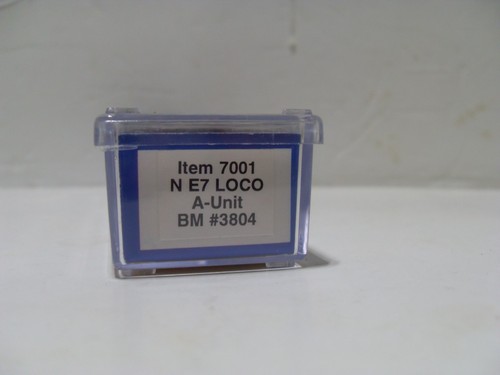 Item 7001
N E7 LOCO
A-Unit
BM #3804